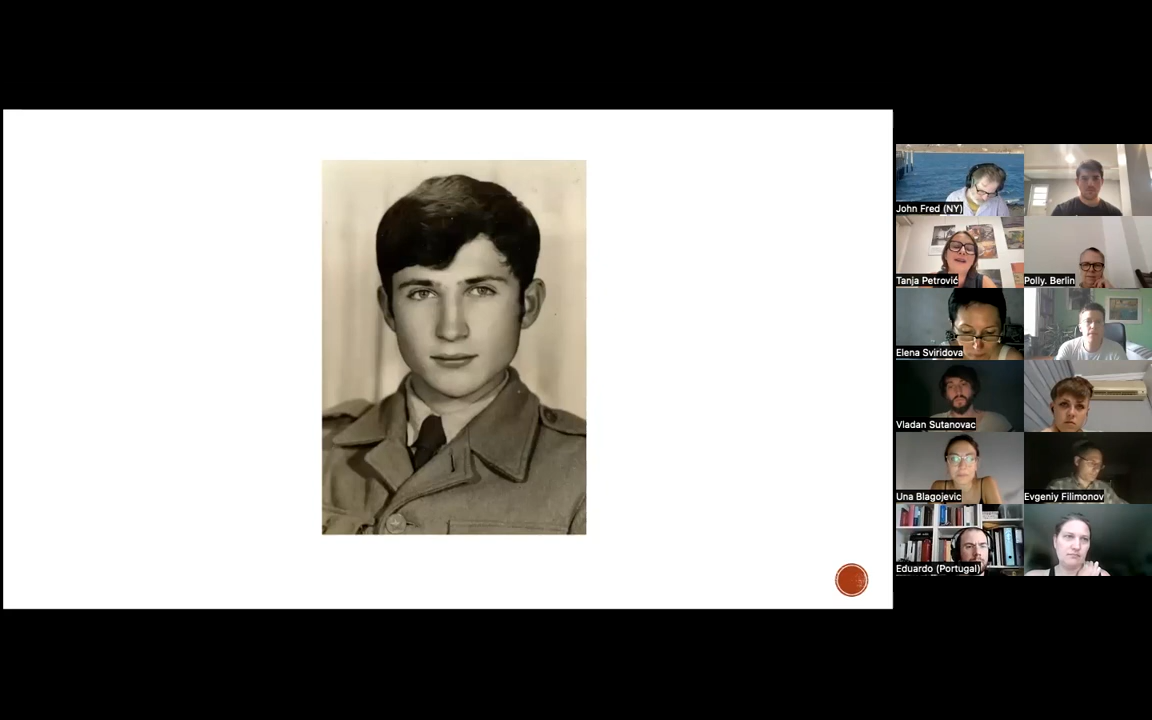 John Fred (NY)
Tanja Petrović
Polly. Berlin
Elena Sviridova
Vladan Sutanovac
Una Blagojevic
Evgeniy Filimonov
Eduardo (Portugal)